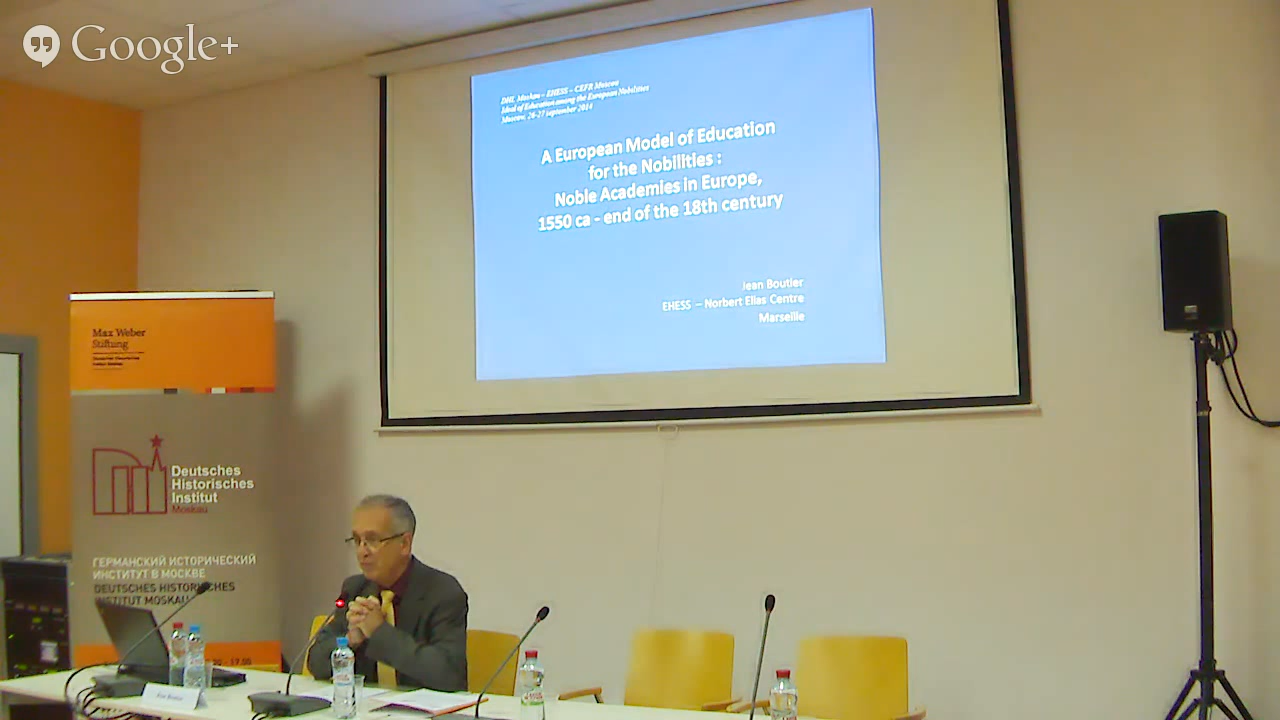 Google+
DHI Moskau – EHESS – CEFR Moscou
Ideal of Education among the European Nobilities
Moscow, 26-27 september 2014
A European Model of Education
for the Nobilities :
Noble Academies in Europe,
1550 ca - end of the 18th century
Jean Boutier
EHESS – Norbert Elias Centre
Marseille
Max Weber
Stiftung
Deutsches
Historisches
Institut
Moskau
ГЕРМАНСКИЙ ИСТОРИЧЕСКИЙ
ИНСТИТУТ В МОСКВЕ
DEUTSCHES HISTORISCHES
INSTITUT MOSKAU